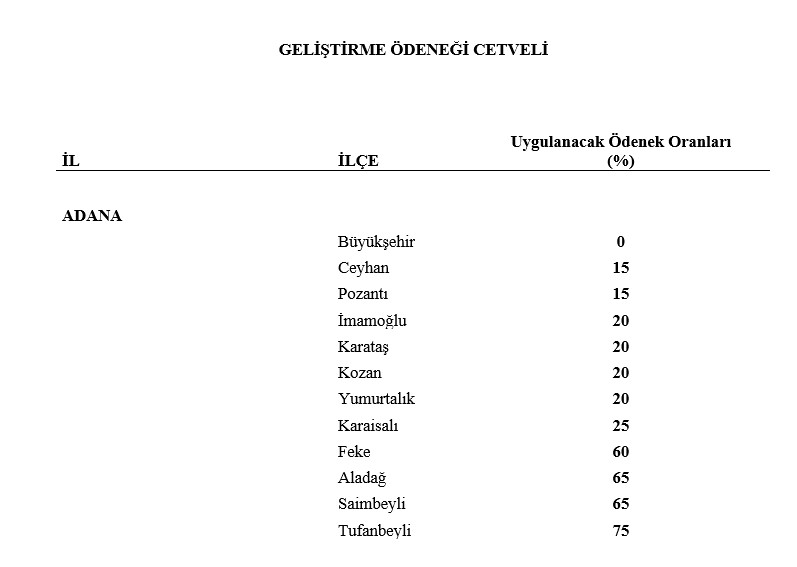 GELİŞTİRME ÖDENEĞİ CETVELİ
Uygulanacak Ödenek Oranları
İL İLÇE (%)
ADANA
Büyükşehir 0
Ceyhan 15
Pozantı 15
İmamoğlu 20
Karataş 20
Kozan 20
Yumurtalık 20
Karaisalı 25
Feke 60
Aladağ 65
Saimbeyli 65
Tufanbeyli 75